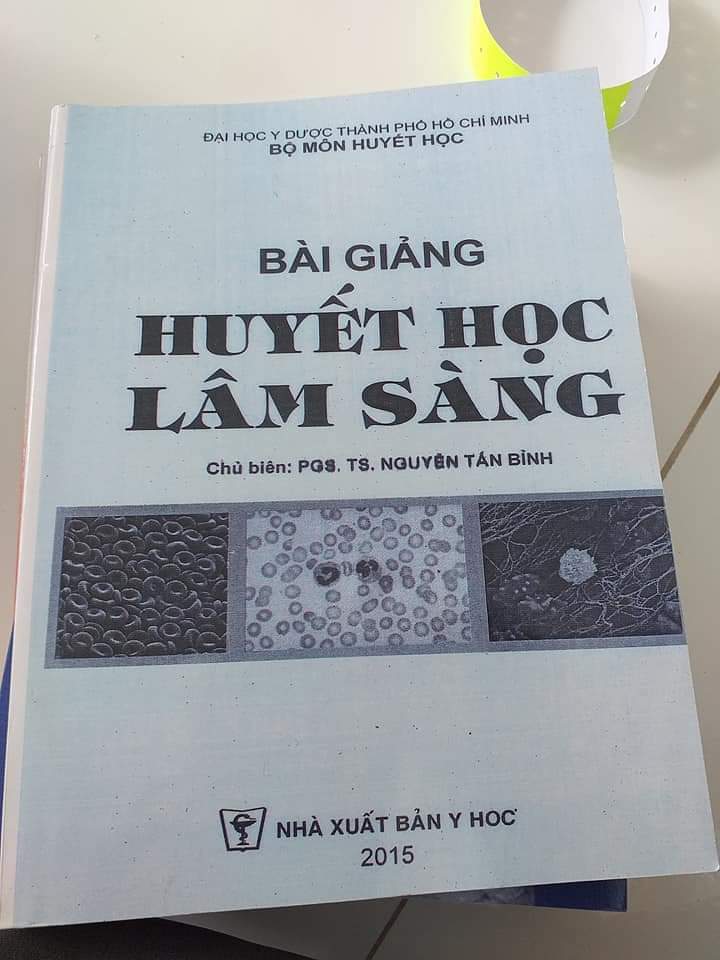 ĐẠI HỌC Y DƯỢC THÀNH PHỐ HỒ CHÍ MINH
BỘ MÔN HUYẾT HỌC
BÀI GIẢNG
HUYẾT HỌC
LÂM SÀNG
Chủ biên: PGS. TS. NGUYỄN TẤN BỈNH
NHÀ XUẤT BẢN Y HỌC
2015